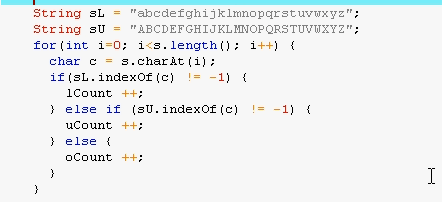 String sL = "abcdefghijklmnopqrstuvwxyz";
String sU = "ABCDEFGHIJKLMNOPQRSTUVWXYZ";
for(int i=0; i<s.length(); i++) {
char c = s.charAt(i);
if(sL.indexOf(c) != -1) {
lCount ++;
} else if (sU.indexOf(c) != -1) {
uCount ++;
} else {
oCount ++;
}
}